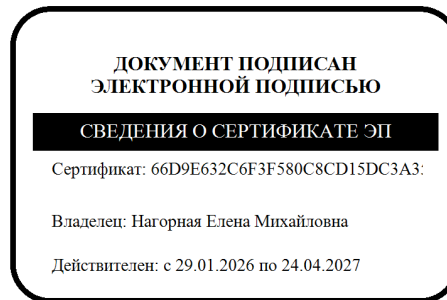 ДОКУМЕНТ ПОДПИСАН
ЭЛЕКТРОННОЙ ПОДПИСЬЮ
СВЕДЕНИЯ О СЕРТИФИКАТЕ ЭП
Сертификат: 66D9E632C6F3F580C8CD15DC3A3
Владелец: Нагорная Елена Михайловна
Действителен: с 29.01.2026 по 24.04.2027